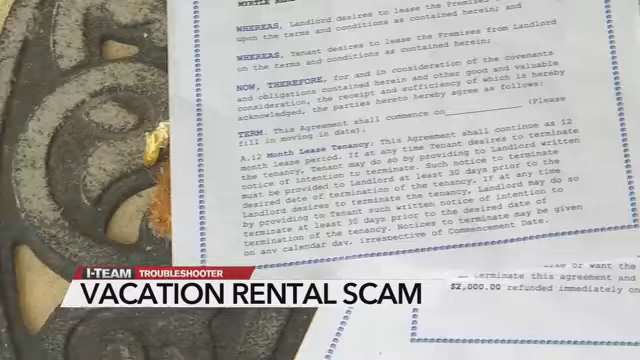 MYRTLE
WHEREAS, Landlord desires to lease the Premises
upon the terms and conditions as contained herein; and
WHEREAS, Tenant desires to lease the Premises from Landlord
on the terms and conditions as contained herein;
NOW, THEREFORE, for and in consideration of the covenants
and obligations contained herein and other good and valuable
consideration, the receipt and sufficiency of which is hereby
acknowledged, the parties hereto hereby agree as follows:
TERM. This Agreement shall commence on____________ (Please
fill in moving in date).
A.12 Month Lease Tenancy: This Agreement shall continue as 12
month lease period. If at any time Tenant desires to terminate
the tenancy, Tenant may do so by providing to Landlord written
notice of intention to terminate. Such notice to terminate
must be provided to Landlord at least 30 days prior to the
desired date of termination of the tenancy. If at any time
Landlord desires to terminate the tenancy, Landlord may do so
by providing to Tenant such written notice of intention to
terminate at least 30 days prior to the desired date of
termination of the tenancy. Notices to terminate may be given
on any calendar day, irrespective of Commencement Date.
or want the
terminate this agreement and
$2,000.00 refunded immediately on
I-TEAM TROUBLESHOOTER
VACATION RENTAL SCAM